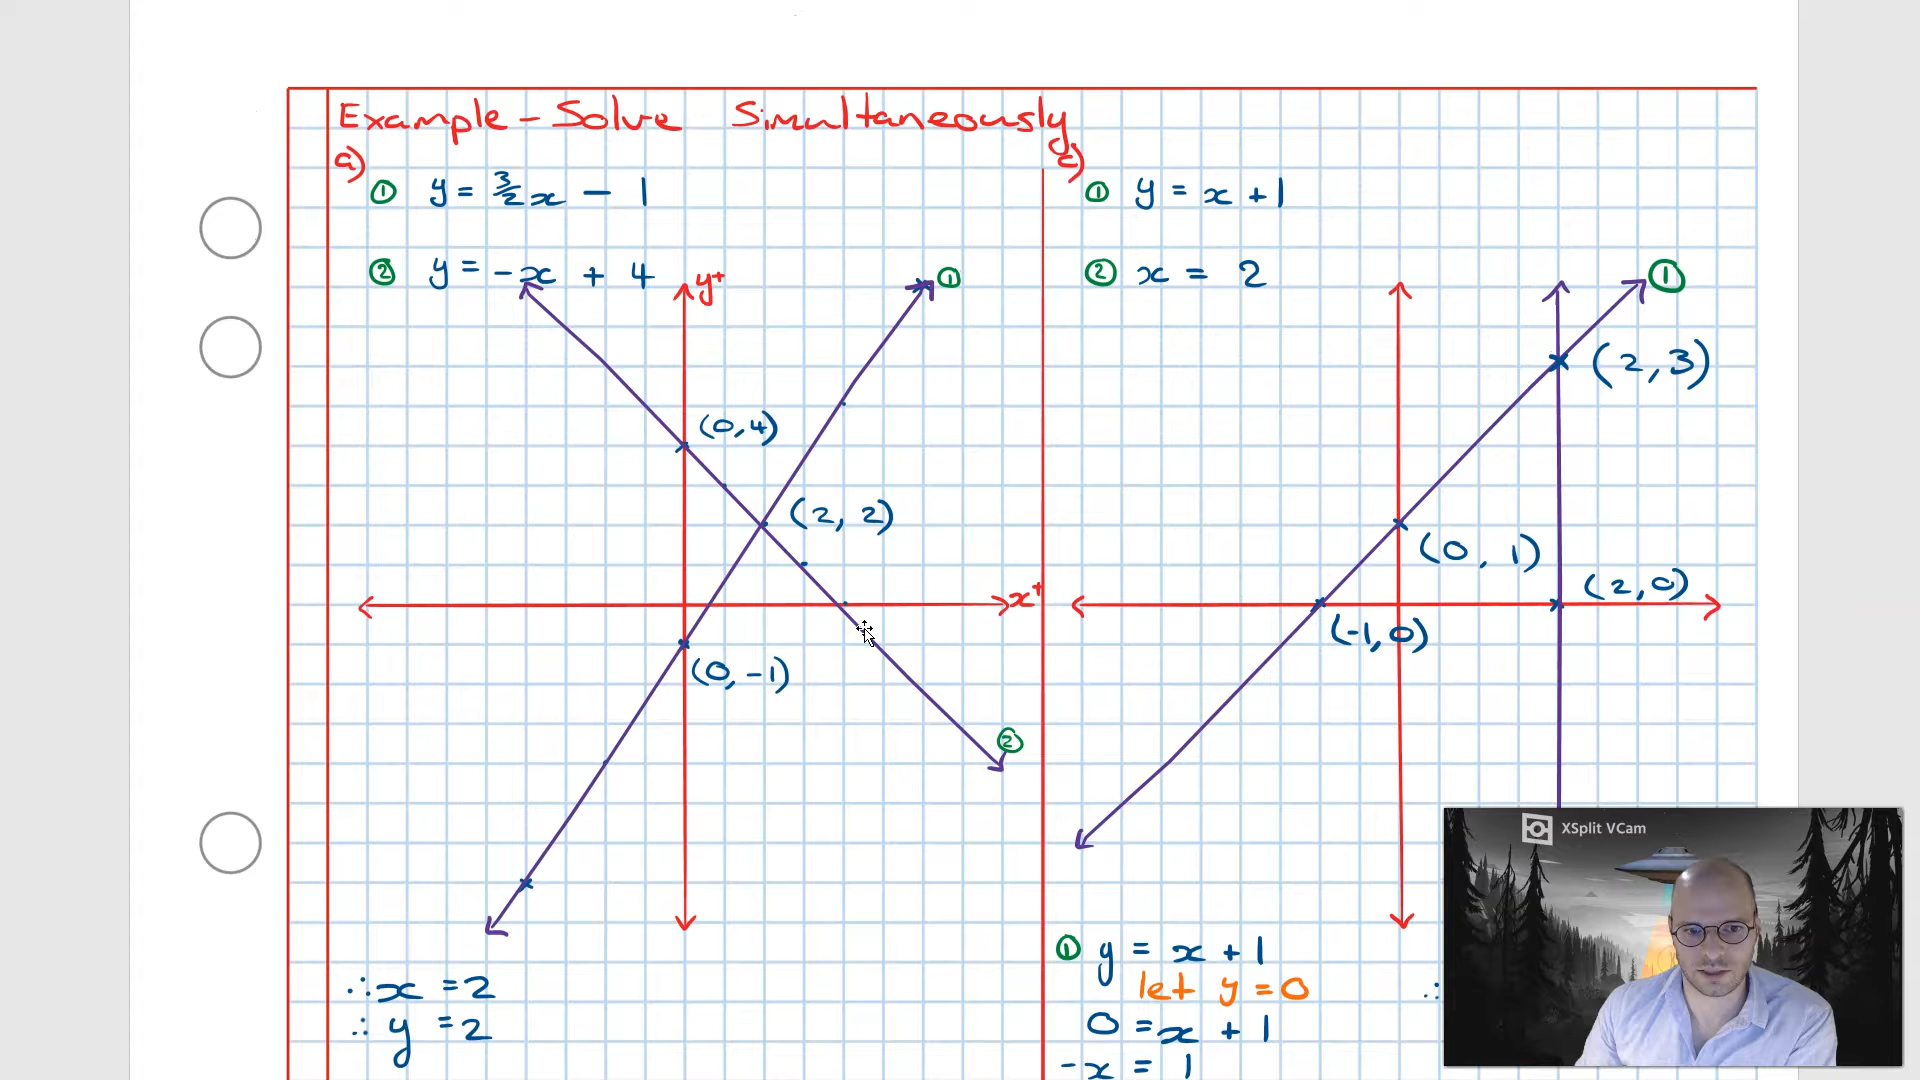 Example - Solve Simultaneously
a)
① y = 3/2 x - 1
② y = -x + 4
y+
①
(0,4)
(2, 2)
x+
(0, -1)
②
∴ x = 2
∴ y = 2
c)
① y = x + 1
② x = 2
①
(2, 3)
(0, 1)
(2, 0)
(-1, 0)
① y = x + 1
let y = 0
0 = x + 1
-x = 1
∴
XSplit VCam